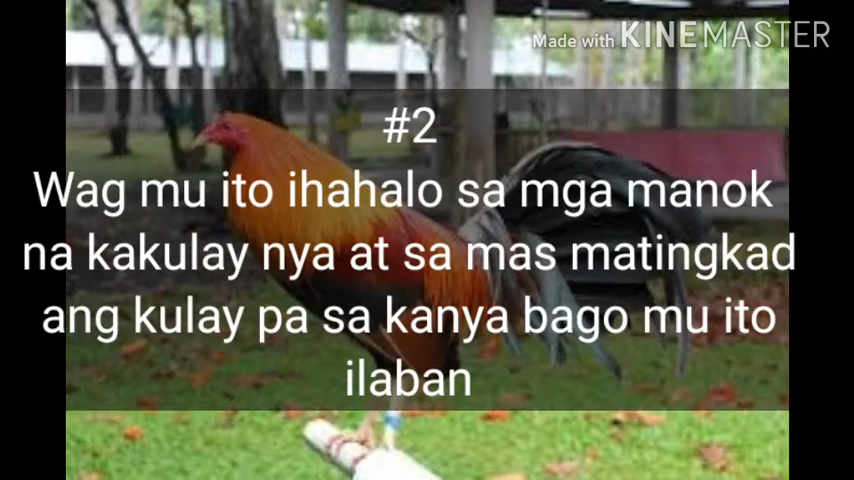 Made with KINEMASTER
#2
Wag mu ito ihahalo sa mga manok
na kakulay nya at sa mas matingkad
ang kulay pa sa kanya bago mu ito
ilaban